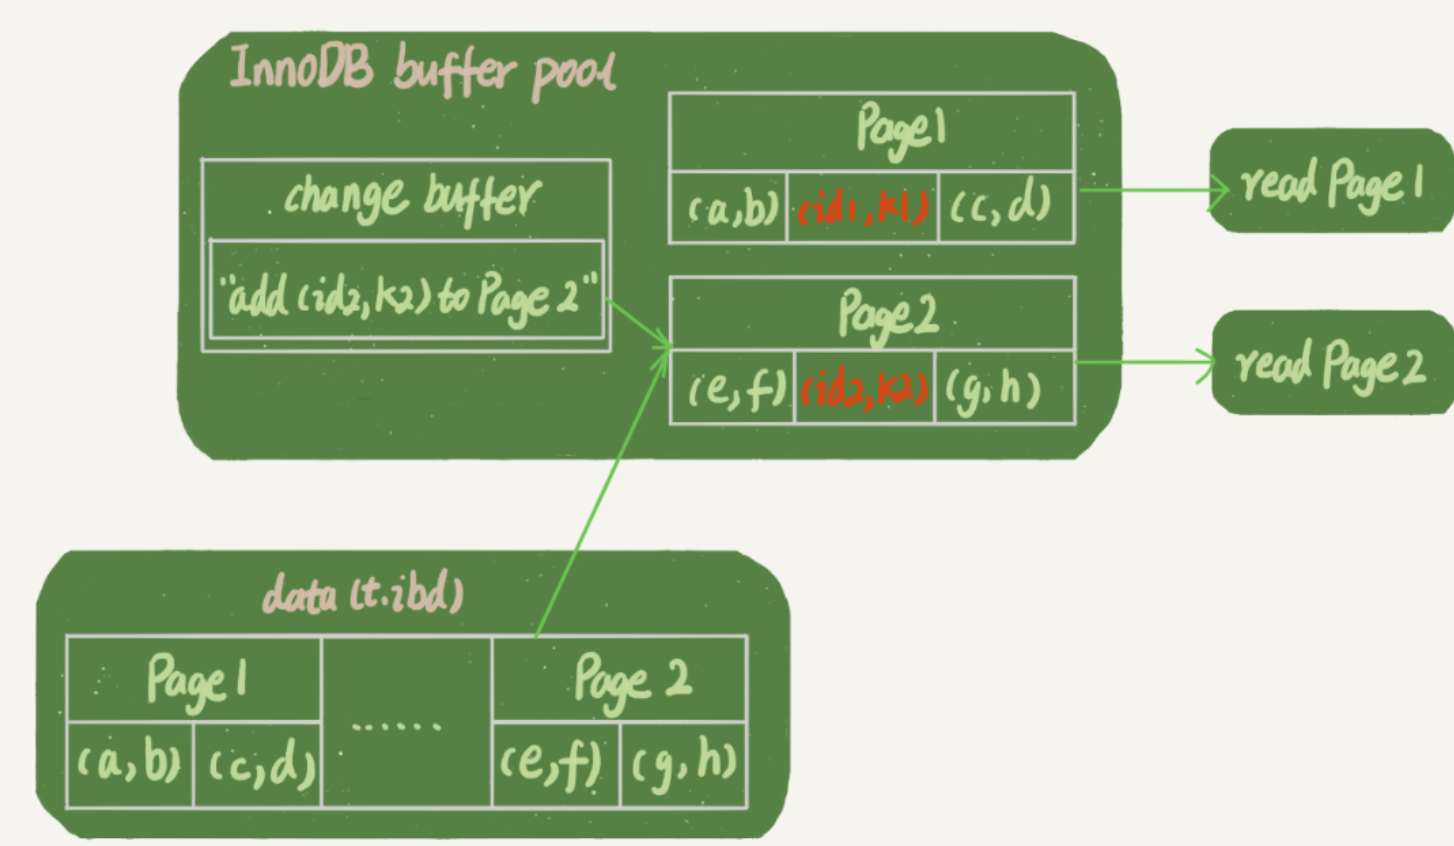 InnoDB buffer pool
change buffer
"add (id2, k2) to Page 2"
Page1
(a,b) (id1,k1) (c,d)
Page2
(e,f) (id2,k2) (g,h)
read Page1
read Page2
data (t.ibd)
Page1
(a,b) (c,d)
......
Page 2
(e,f) (g,h)